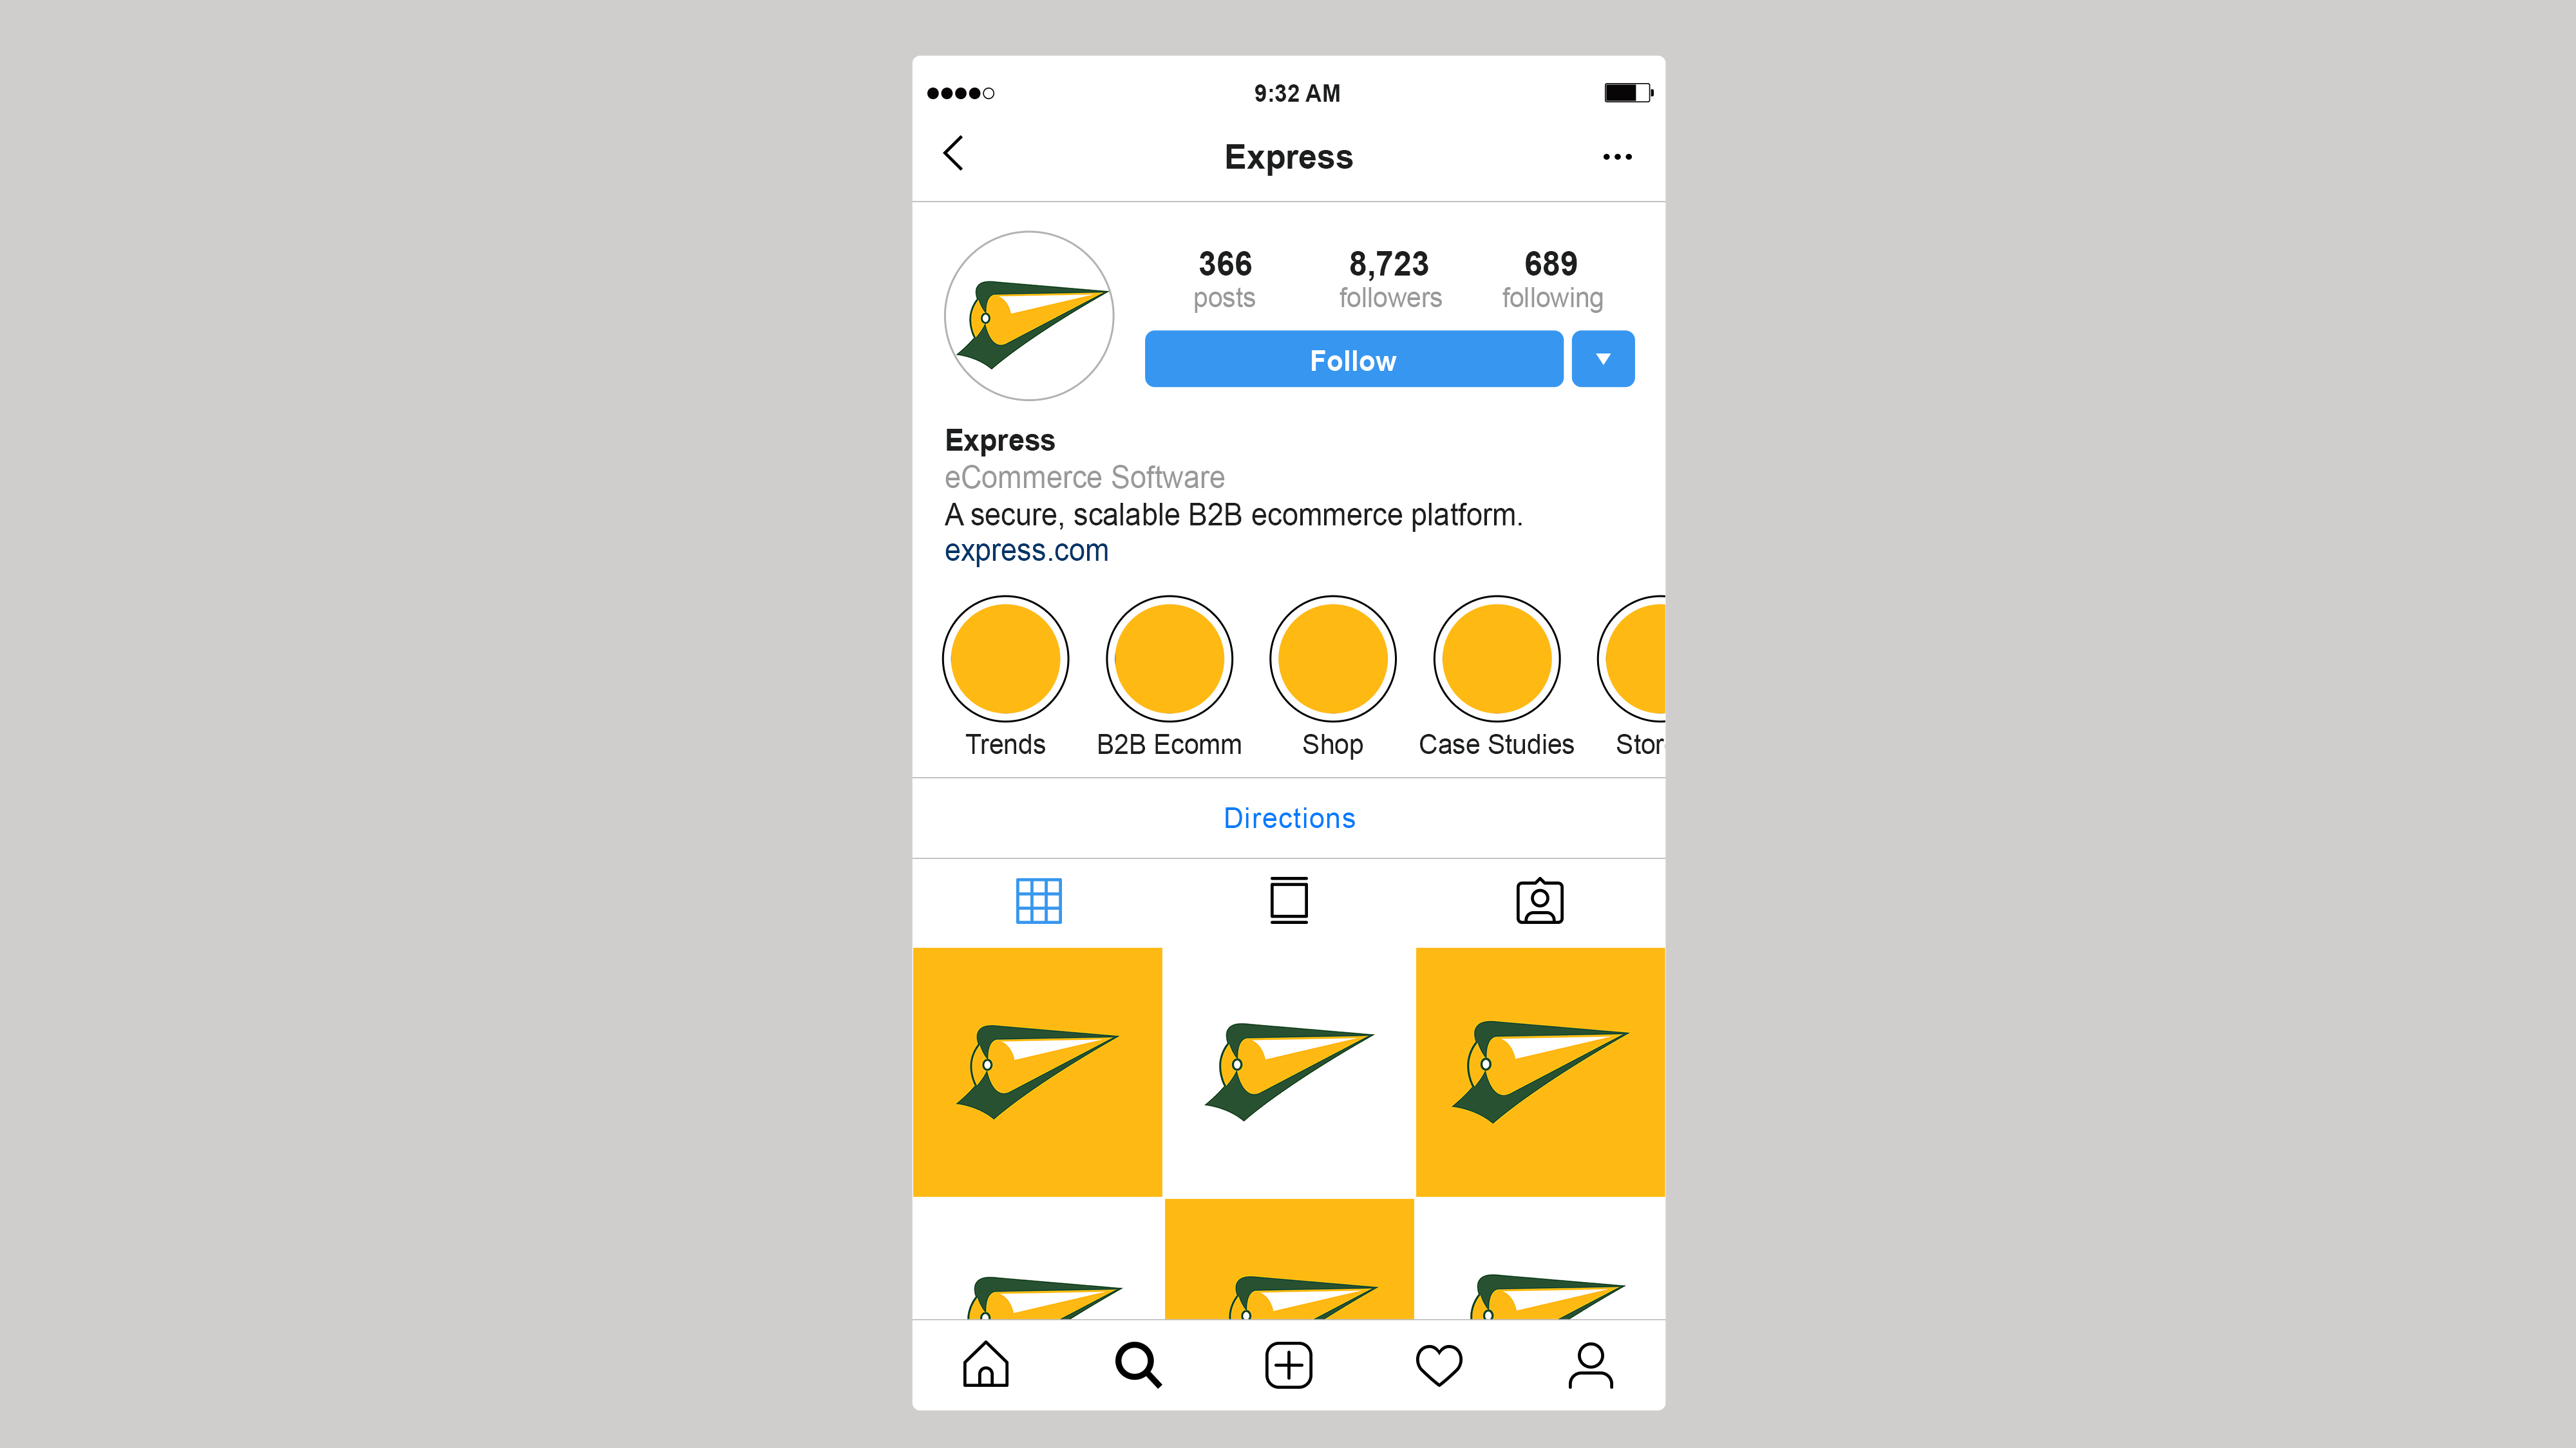 9:32 AM
Express
366 8,723 689
posts followers following
Follow
Express
eCommerce Software
A secure, scalable B2B ecommerce platform.
express.com
Trends B2B Ecomm Shop Case Studies Stor
Directions